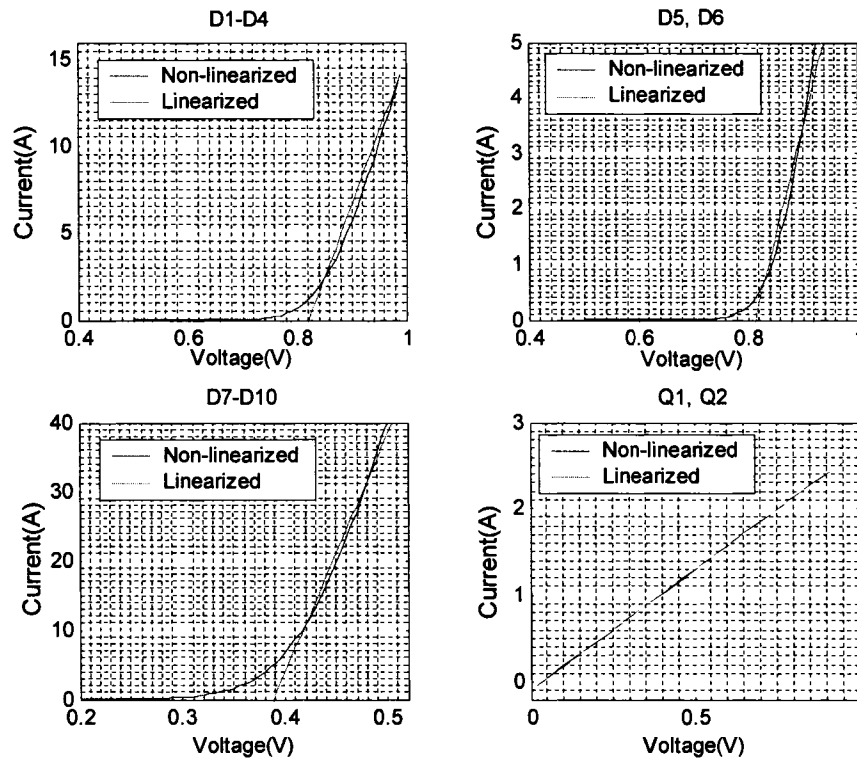 D1-D4
15
10
5
0
Current(A)
Non-linearized
Linearized
0.4
0.6
0.8
1
Voltage(V)
D5, D6
5
4
3
2
1
0
Current(A)
Non-linearized
Linearized
0.4
0.6
0.8
1
Voltage(V)
D7-D10
40
30
20
10
0
Current(A)
Non-linearized
Linearized
0.2
0.3
0.4
0.5
Voltage(V)
Q1, Q2
3
2
1
0
Current(A)
Non-linearized
Linearized
0
0.5
Voltage(V)